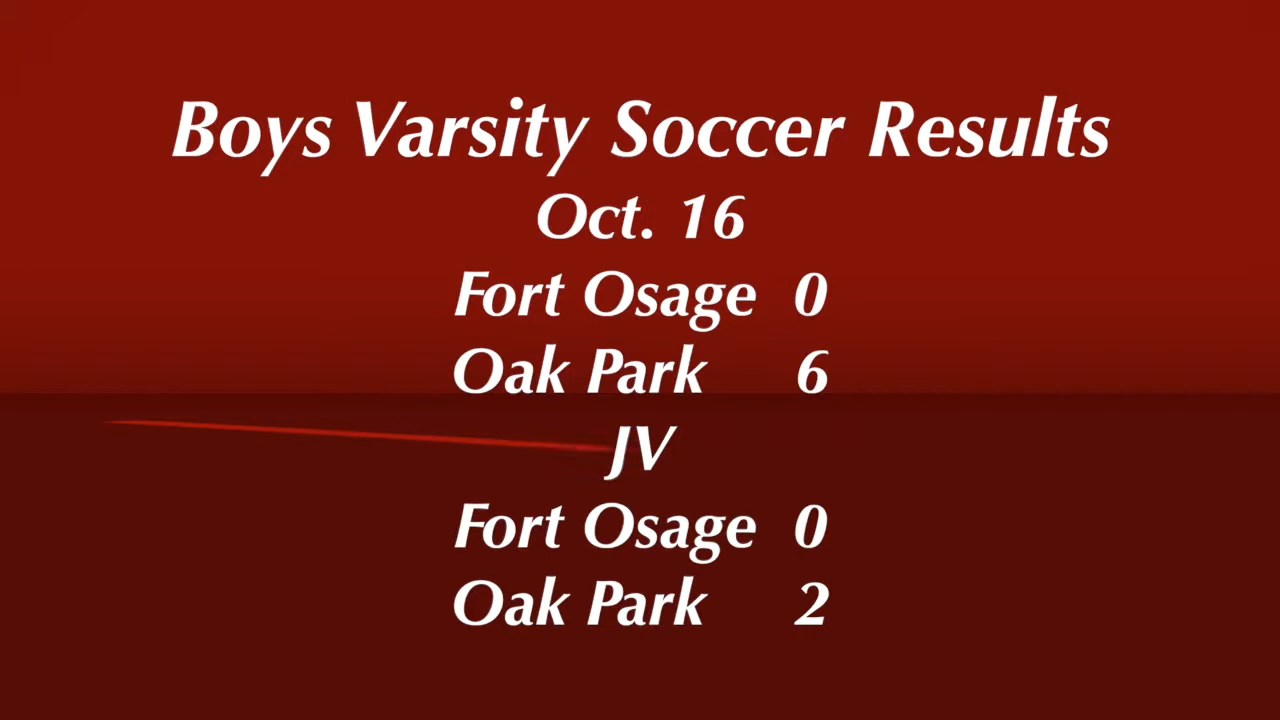 Boys Varsity Soccer Results
Oct. 16
Fort Osage 0
Oak Park 6
JV
Fort Osage 0
Oak Park 2